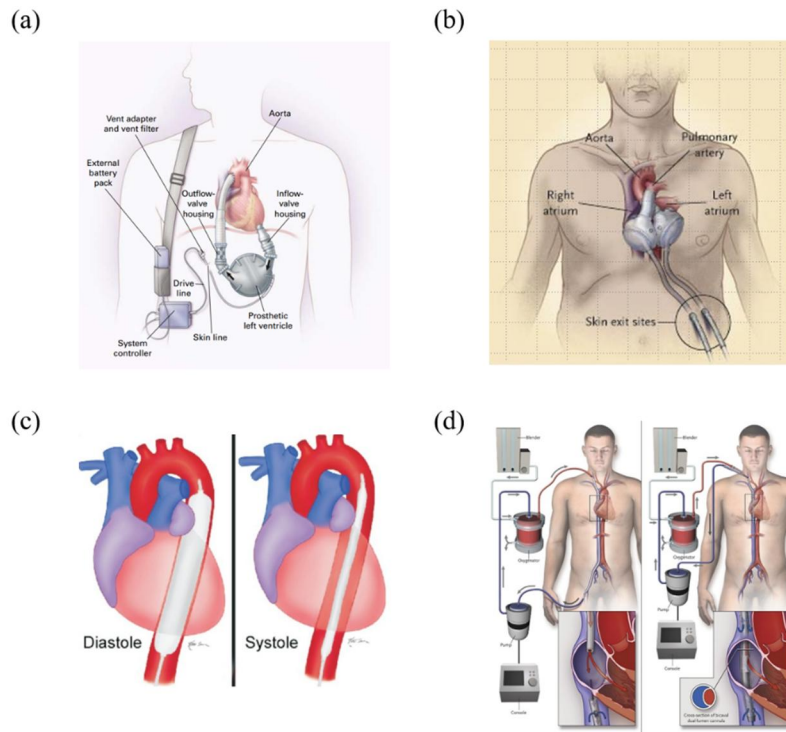 (a)
Vent adapter
and vent filter
Aorta
External
battery
pack
Outflow-
valve
housing
Inflow-
valve
housing
Drive
line
Prosthetic
left ventricle
Skin line
System
controller
(b)
Aorta
Pulmonary
artery
Right
atrium
Left
atrium
Skin exit sites
(c)
Diastole
Systole
(d)
Blender
Oxygenator
Pump
Console
Blender
Oxygenator
Pump
Console
Cross-section of bicaval
dual-lumen cannula